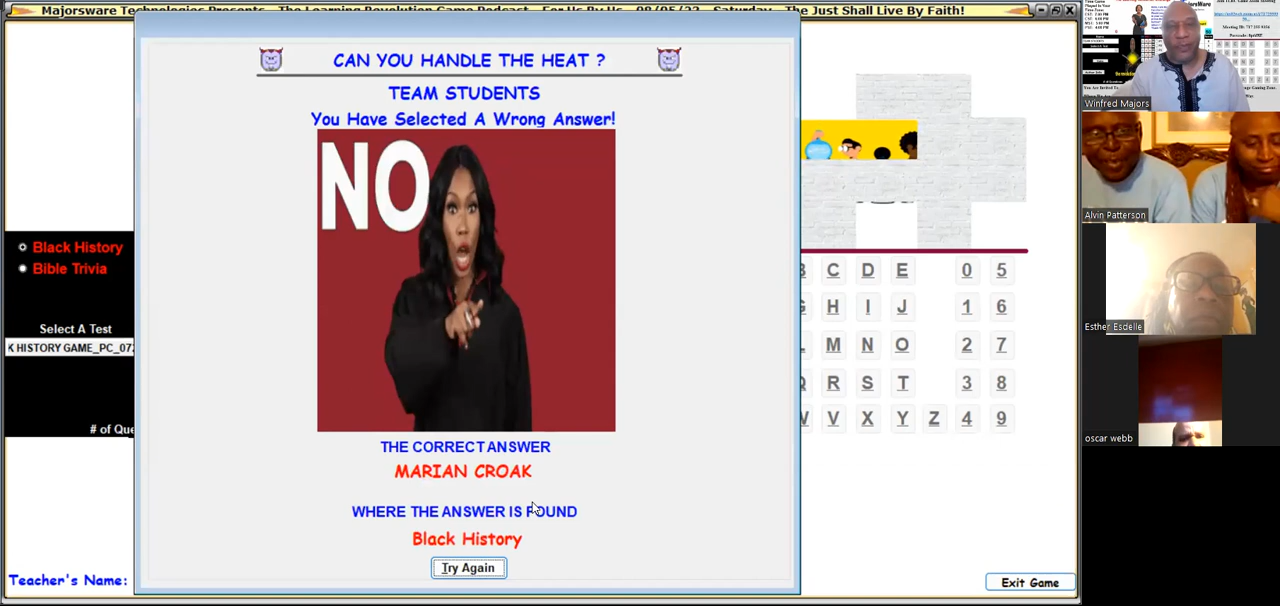 Majorsware Technologies Presents - The Learning Revolution Game Podcast - For Us By Us - 08/05/23 - Saturday - The Just Shall Live By Faith!
CAN YOU HANDLE THE HEAT ?
TEAM STUDENTS
You Have Selected A Wrong Answer!
NO
THE CORRECT ANSWER
MARIAN CROAK
WHERE THE ANSWER IS FOUND
Black History
Try Again
Black History
Bible Trivia
Select A Test
K HISTORY GAME_PC_072
# of Que
Teacher's Name:
C D E 0 5
H I J 1 6
M N O 2 7
R S T 3 8
V X Y Z 4 9
Exit Game
Winfred Majors
Alvin Patterson
Esther Esdelle
oscar webb